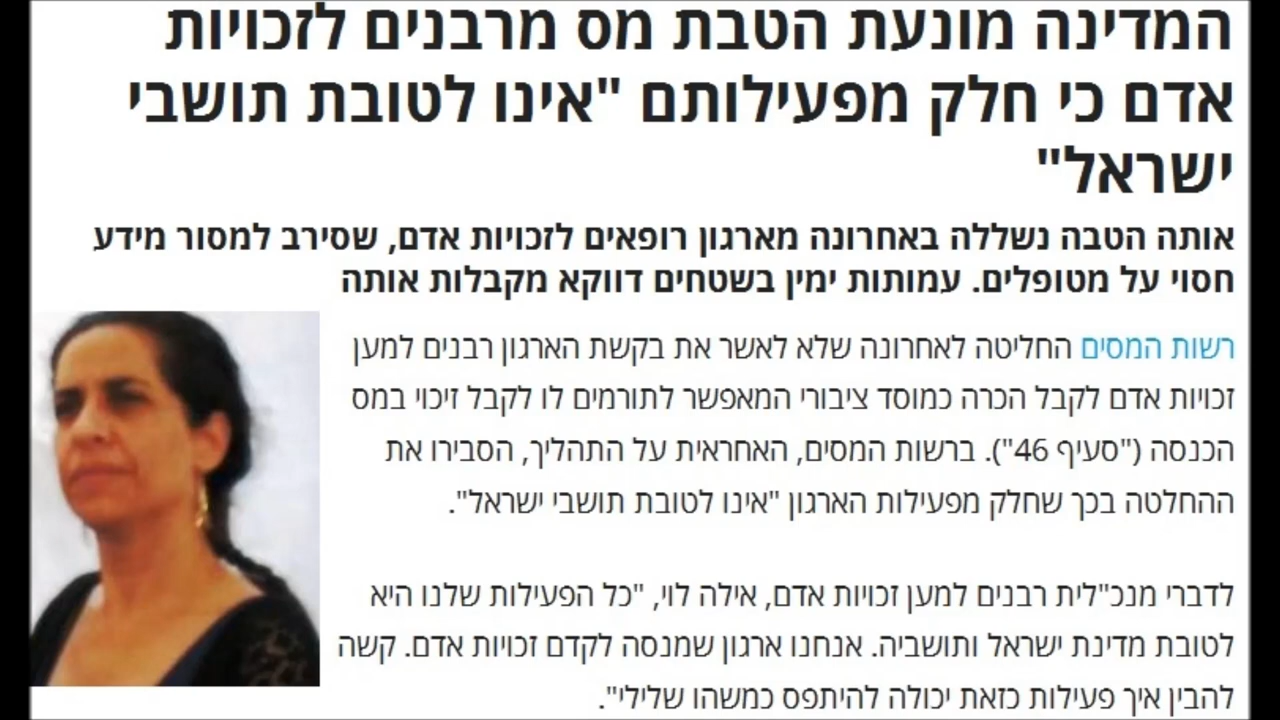 המדינה מונעת הטבת מס מרבנים לזכויות
אדם כי חלק מפעילותם "אינו לטובת תושבי
ישראל"
אותה הטבה נשללה באחרונה מארגון רופאים לזכויות אדם, שסירב למסור מידע
חסוי על מטופלים. עמותות ימין בשטחים דווקא מקבלות אותה
רשות המסים החליטה לאחרונה שלא לאשר את בקשת הארגון רבנים למען
זכויות אדם לקבל הכרה כמוסד ציבורי המאפשר לתורמים לו לקבל זיכוי במס
הכנסה ("סעיף 46"). ברשות המסים, האחראית על התהליך, הסבירו את
ההחלטה בכך שחלק מפעילות הארגון "אינו לטובת תושבי ישראל".
לדברי מנכ"לית רבנים למען זכויות אדם, אילה לוי, "כל הפעילות שלנו היא
לטובת מדינת ישראל ותושביה. אנחנו ארגון שמנסה לקדם זכויות אדם. קשה
להבין איך פעילות כזאת יכולה להיתפס כמשהו שלילי".